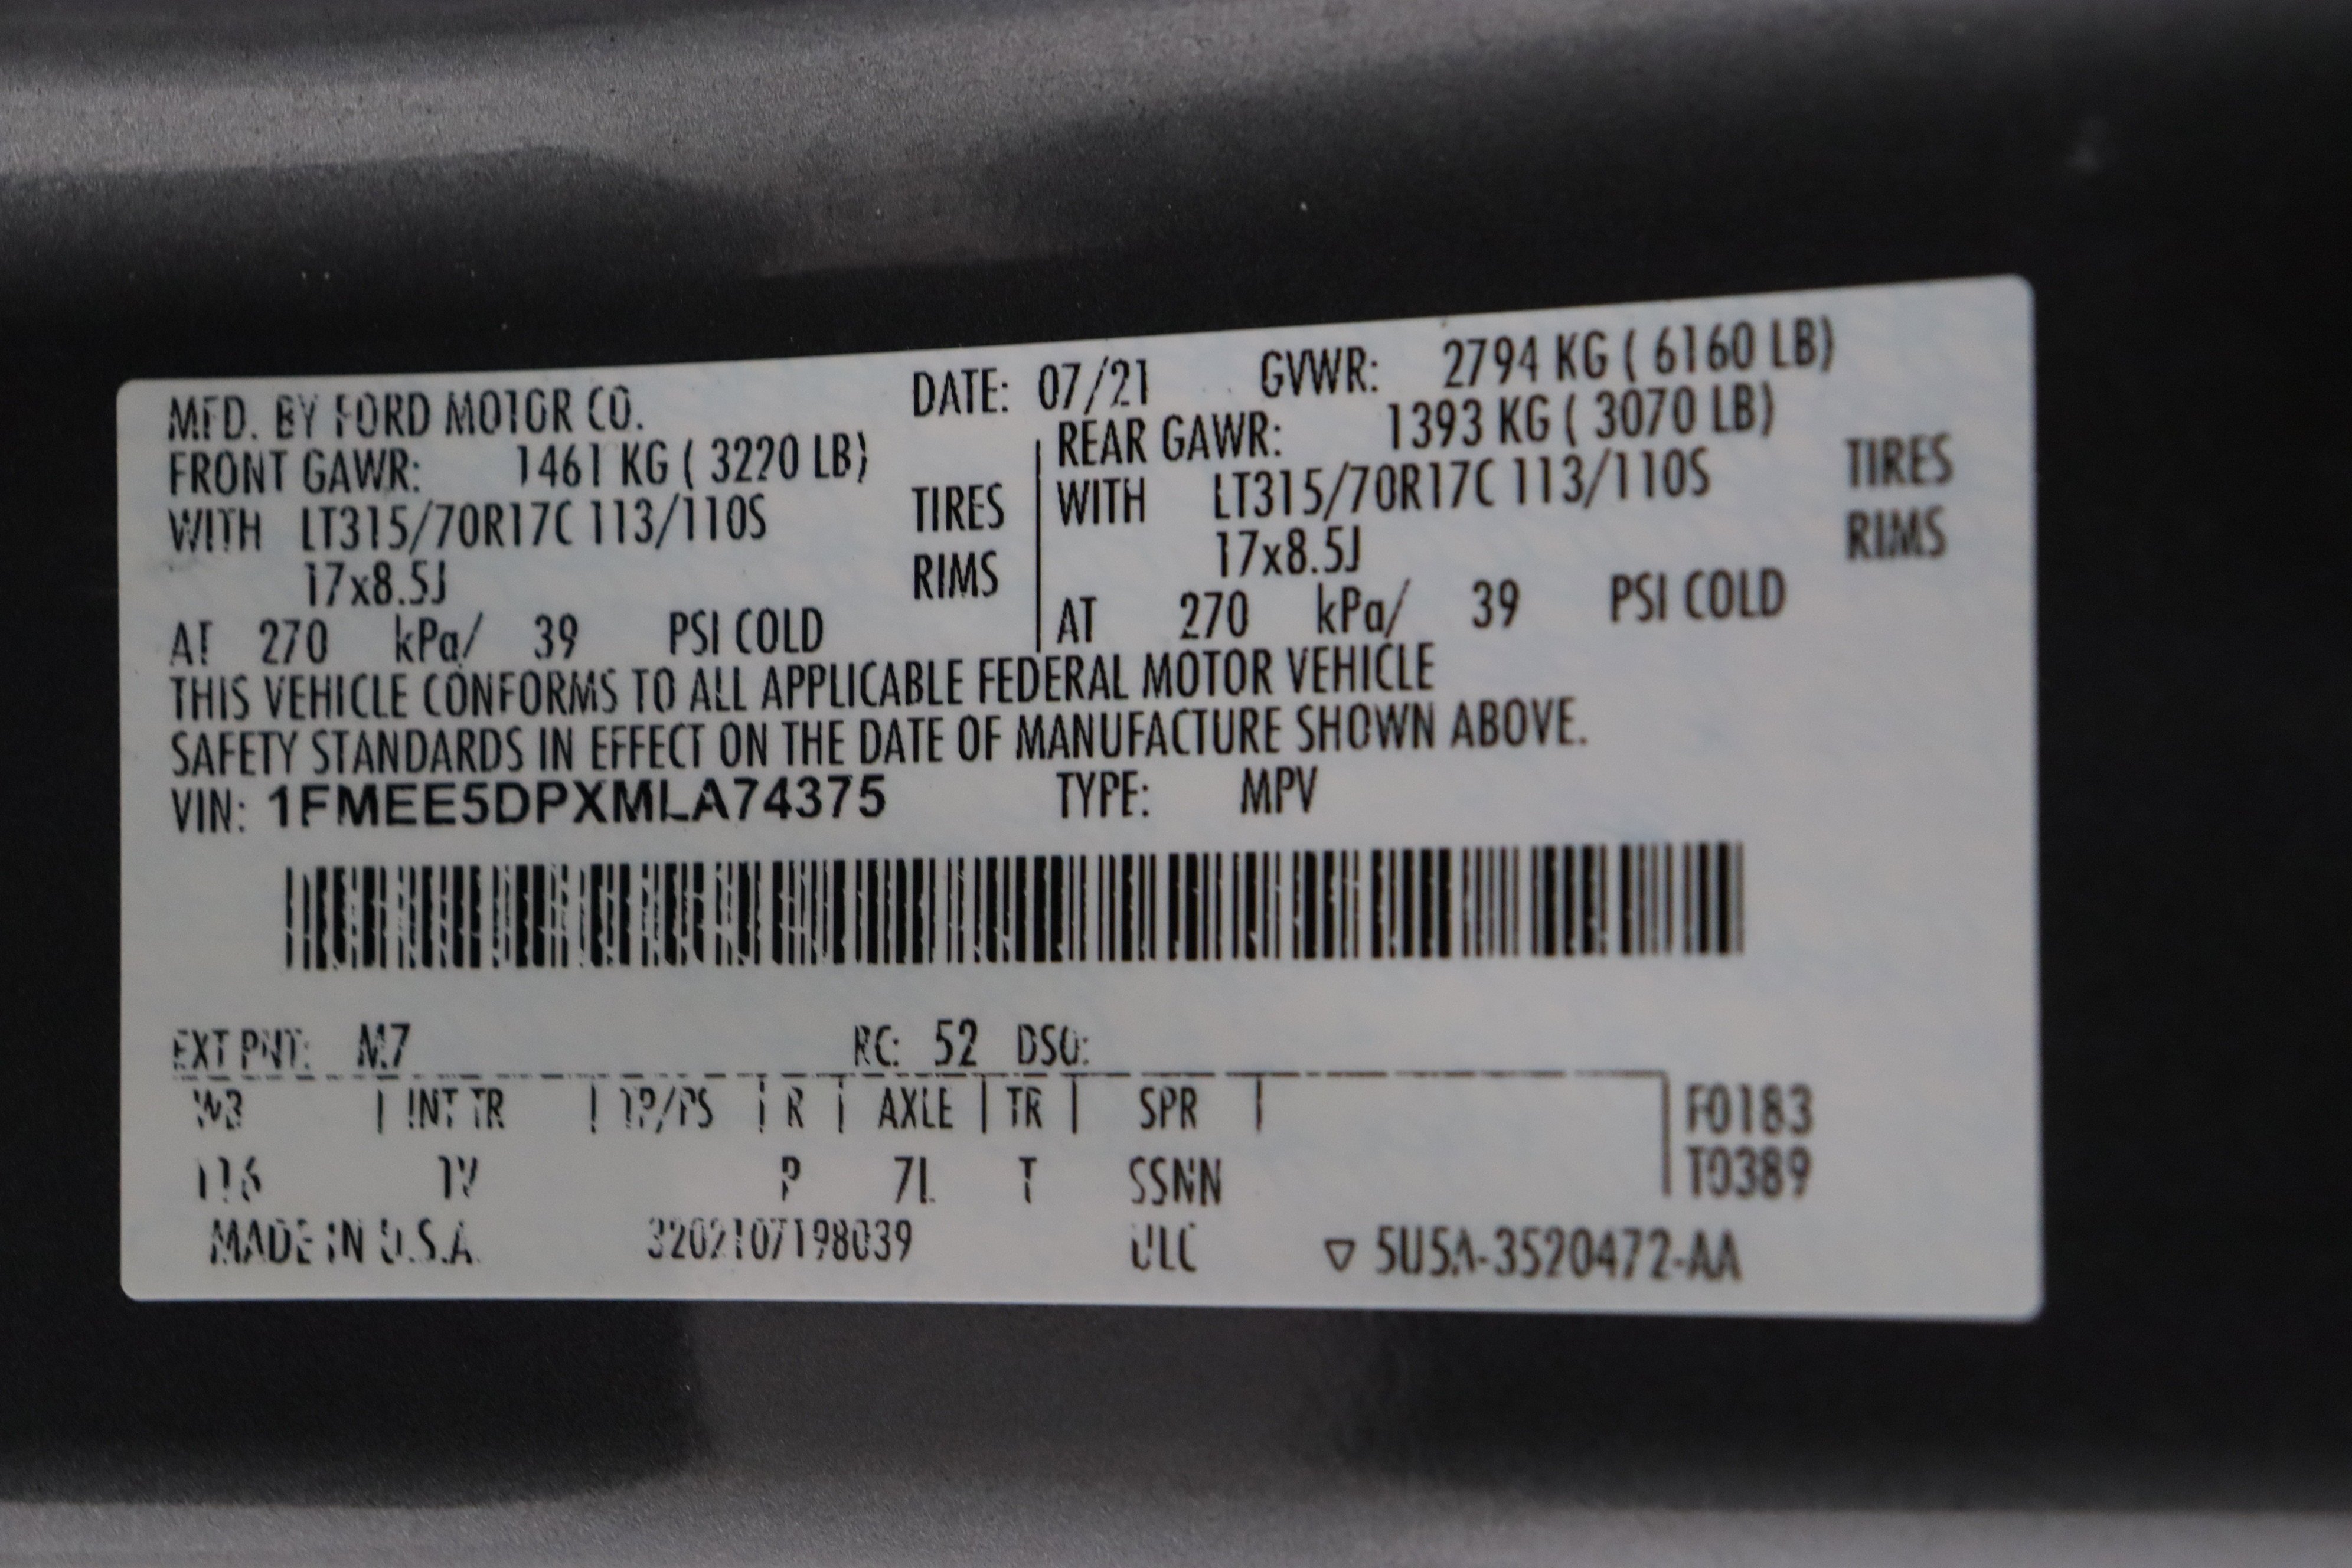 MFD. BY FORD MOTOR CO. DATE: 07/21 GVWR: 2794 KG ( 6160 LB)
FRONT GAWR: 1461 KG ( 3220 LB) REAR GAWR: 1393 KG ( 3070 LB)
WITH LT315/70R17C 113/110S TIRES WITH LT315/70R17C 113/110S TIRES
17x8.5J RIMS 17x8.5J RIMS
AT 270 kPa/ 39 PSI COLD AT 270 kPa/ 39 PSI COLD
THIS VEHICLE CONFORMS TO ALL APPLICABLE FEDERAL MOTOR VEHICLE
SAFETY STANDARDS IN EFFECT ON THE DATE OF MANUFACTURE SHOWN ABOVE.
VIN: 1FMEE5DPXMLA74375 TYPE: MPV
EXT PNT: M7 RC: 52 DSO:
WB | INT TR | TP/PS | R | AXLE | TR | SPR | F0183
116 P 7L T SSNN T0389
MADE IN U.S.A. 3202107198039 ULC ▽ 5U5A-3520472-AA